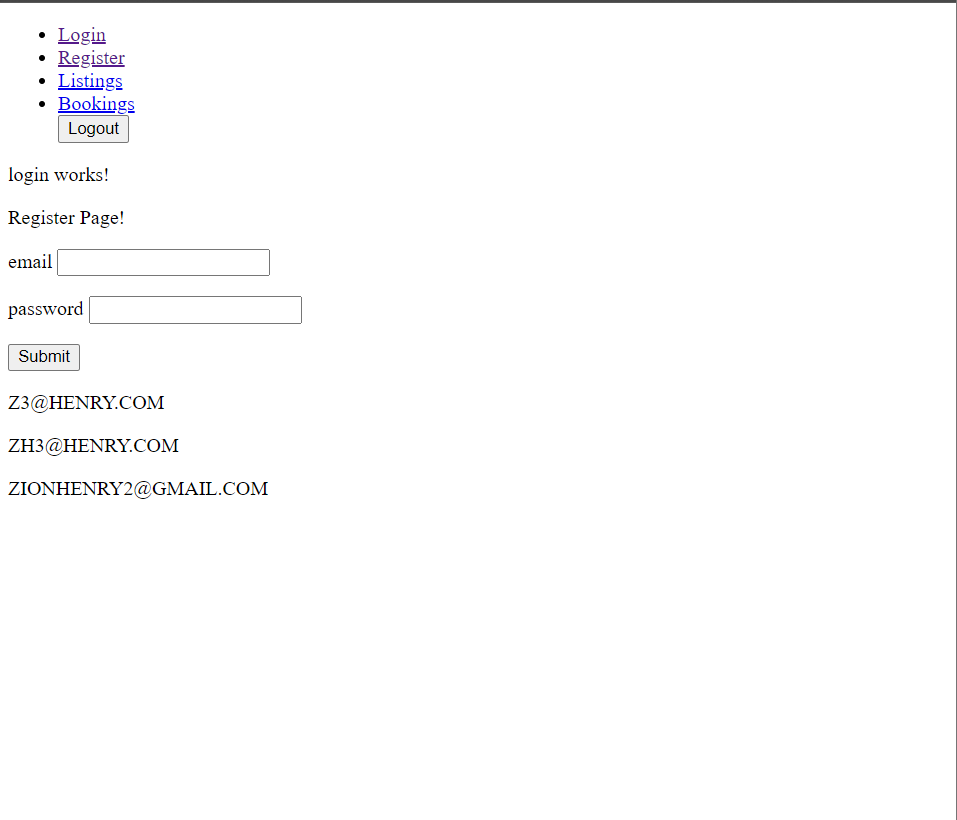 Login
Register
Listings
Bookings
Logout
login works!
Register Page!
email
password
Submit
Z3@HENRY.COM
ZH3@HENRY.COM
ZIONHENRY2@GMAIL.COM